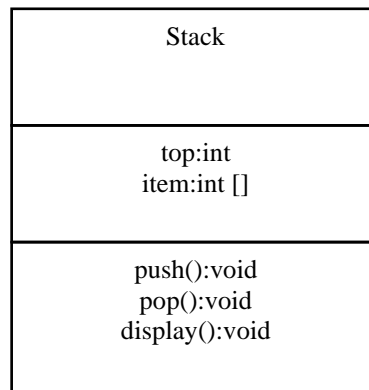 Stack
top:int
item:int []
push():void
pop():void
display():void